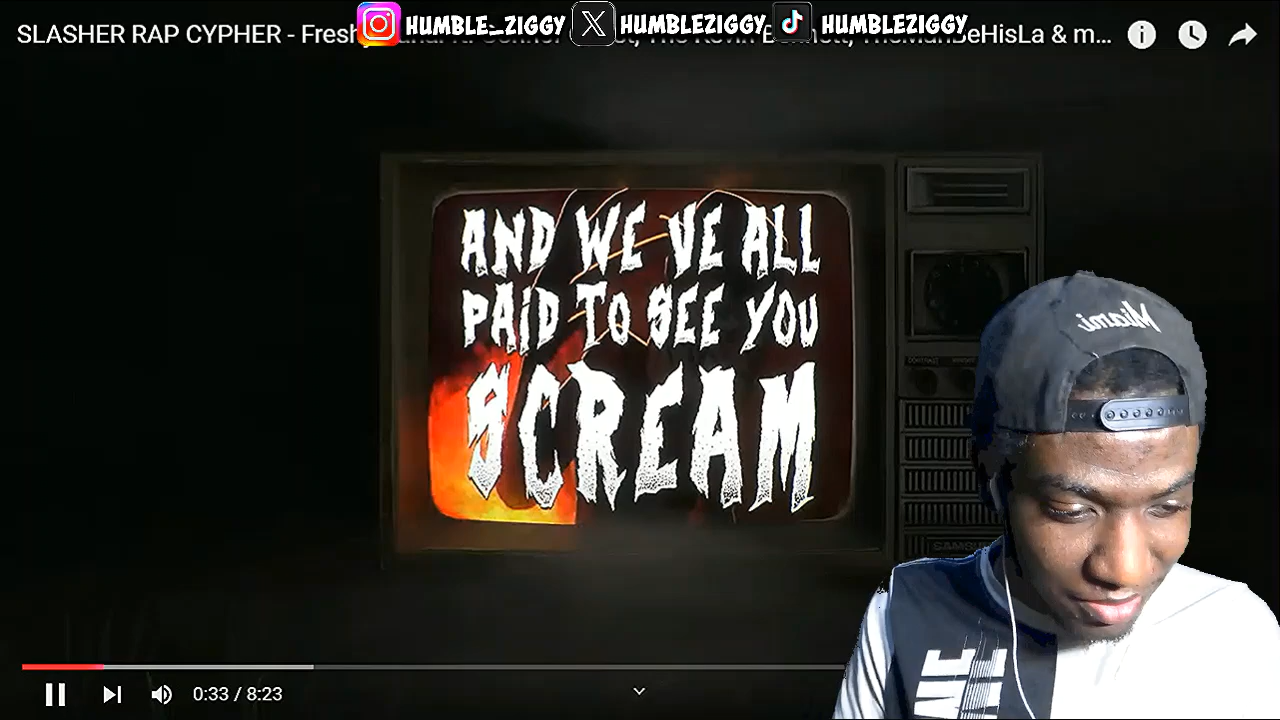 HUMBLE_ZIGGY HUMBLEZIGGY HUMBLEZIGGY
SLASHER RAP CYPHER - Fresh
& m...
AND WE VE ALL
PAiD TO SEE YOU
SCREAM
Miami
0:33 / 8:23